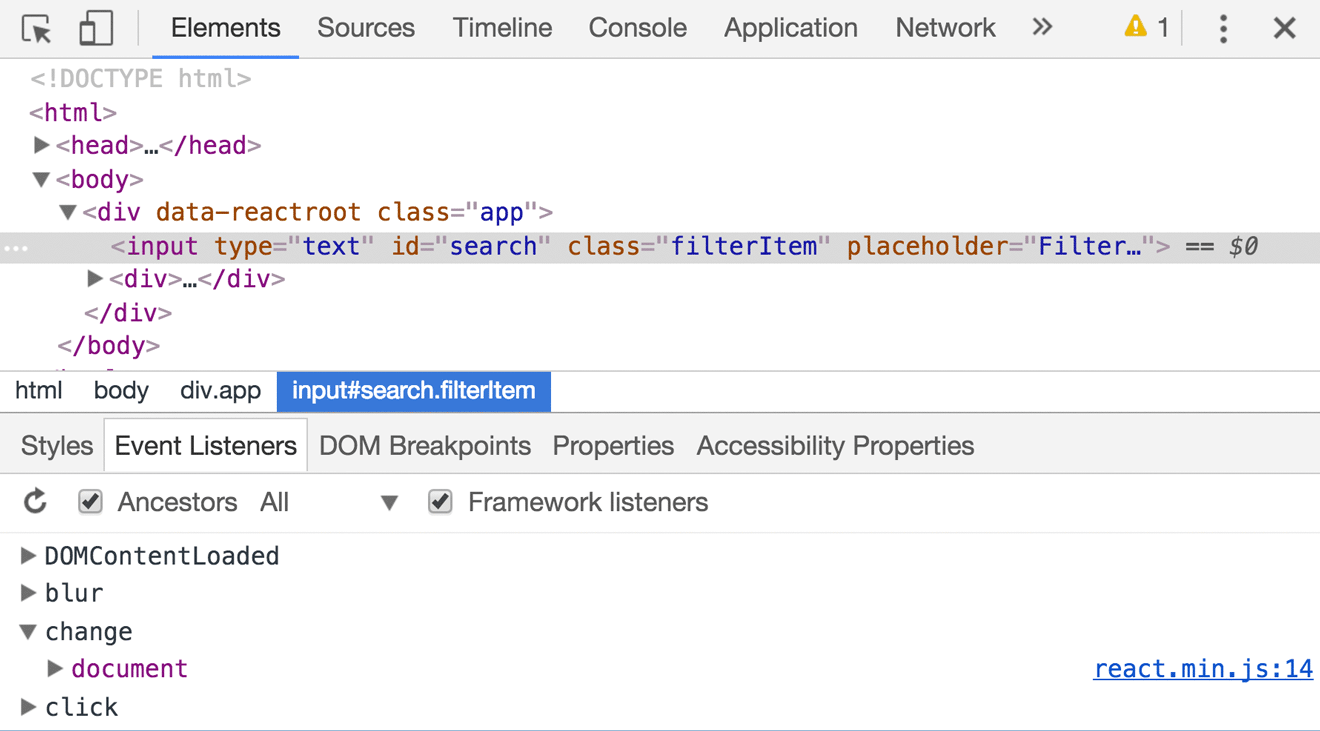 Elements Sources Timeline Console Application Network » 1
<!DOCTYPE html>
<html>
<head>…</head>
<body>
<div data-reactroot class="app">
<input type="text" id="search" class="filterItem" placeholder="Filter…"> == $0
<div>…</div>
</div>
</body>
html body div.app input#search.filterItem
Styles Event Listeners DOM Breakpoints Properties Accessibility Properties
Ancestors All Framework listeners
DOMContentLoaded
blur
change
document react.min.js:14
click